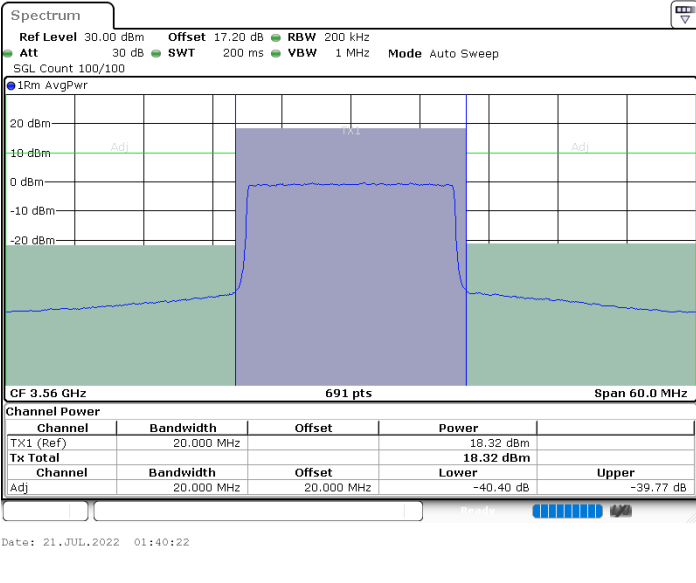 Spectrum
Ref Level 30.00 dBm Offset 17.20 dB RBW 200 kHz
Att 30 dB SWT 200 ms VBW 1 MHz Mode Auto Sweep
SGL Count 100/100
1Rm AvgPwr
20 dBm
TX1
Adj Adj
10 dBm
0 dBm
-10 dBm
-20 dBm
CF 3.56 GHz 691 pts Span 60.0 MHz
Channel Power
Channel Bandwidth Offset Power
TX1 (Ref) 20.000 MHz 18.32 dBm
Tx Total 18.32 dBm
Channel Bandwidth Offset Lower Upper
Adj 20.000 MHz 20.000 MHz -40.40 dB -39.77 dB
Ready
Date: 21.JUL.2022 01:40:22